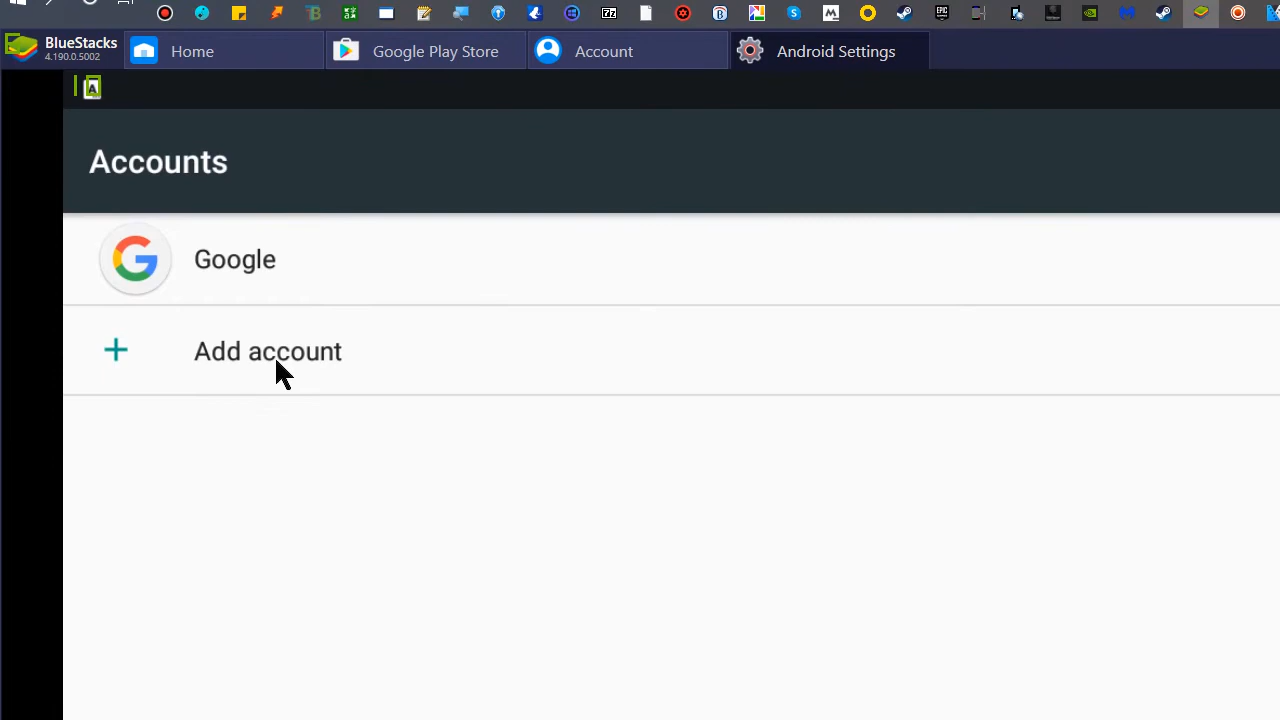 BlueStacks
4.190.0.5002
Home
Google Play Store
Account
Android Settings
A
Accounts
Google
+ Add account